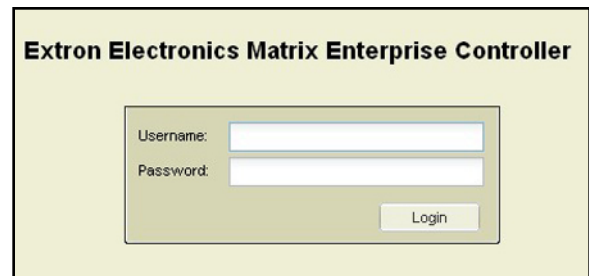 Extron Electronics Matrix Enterprise Controller
Username:
Password:
Login